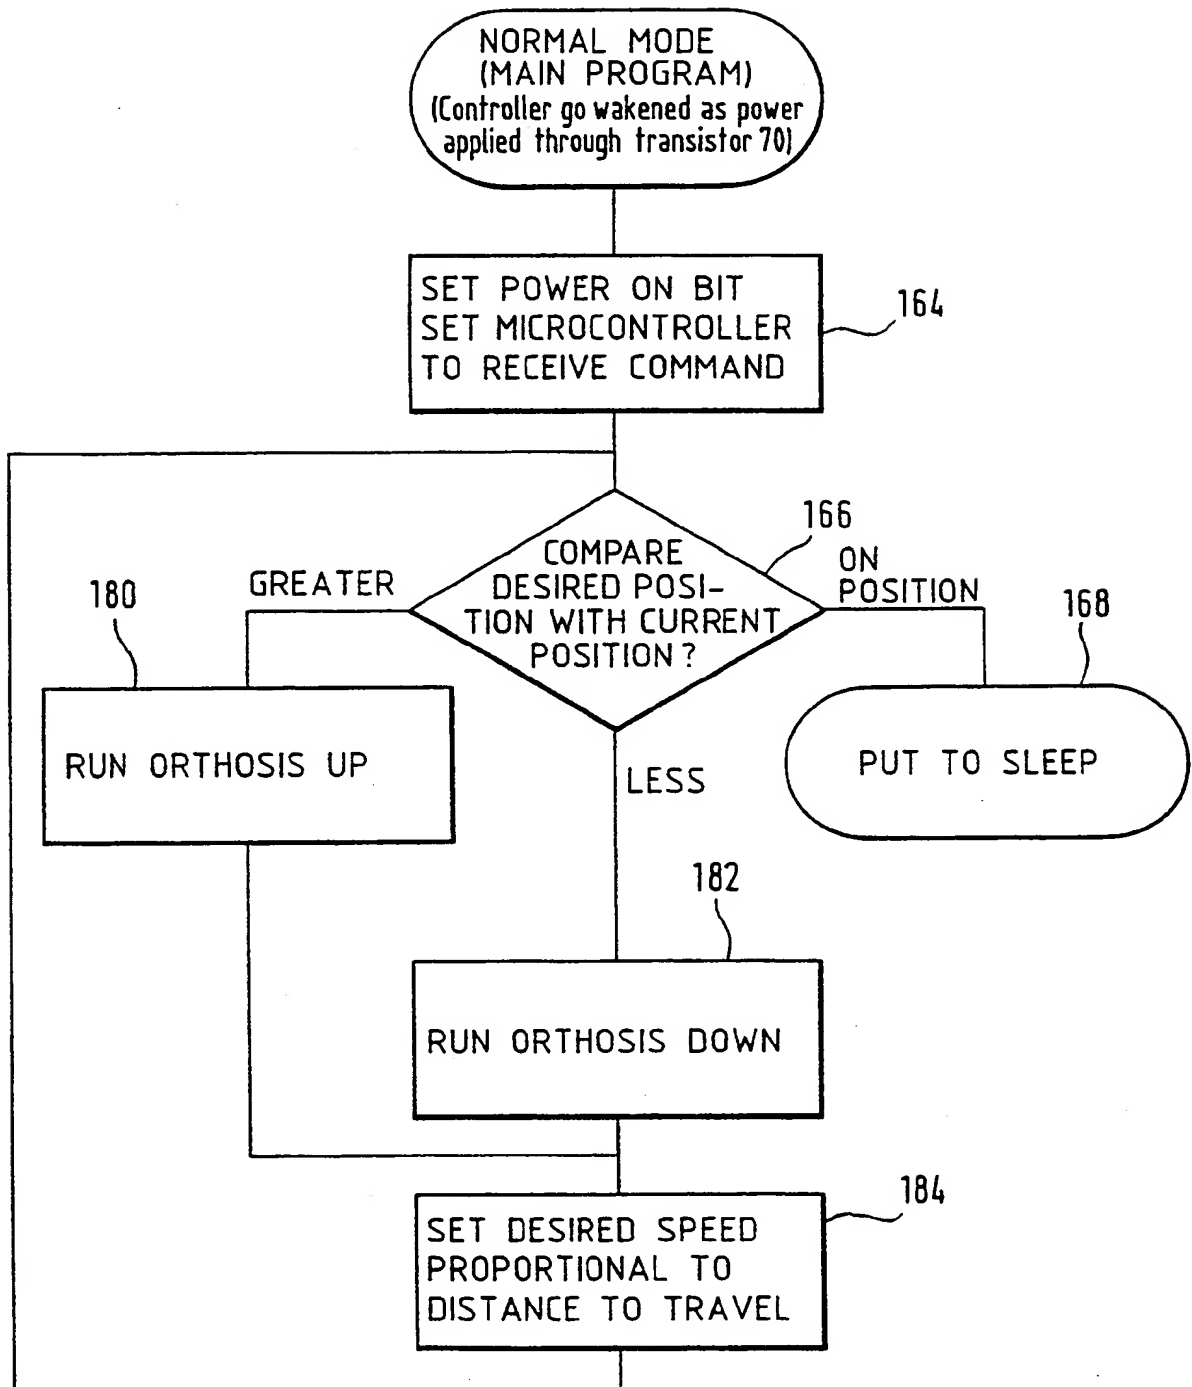 NORMAL MODE
(MAIN PROGRAM)
(Controller go wakened as power
applied through transistor 70)
SET POWER ON BIT
SET MICROCONTROLLER
TO RECEIVE COMMAND
164
COMPARE
DESIRED POSI-
TION WITH CURRENT
POSITION ?
166
GREATER
ON
POSITION
180
168
RUN ORTHOSIS UP
PUT TO SLEEP
LESS
182
RUN ORTHOSIS DOWN
184
SET DESIRED SPEED
PROPORTIONAL TO
DISTANCE TO TRAVEL